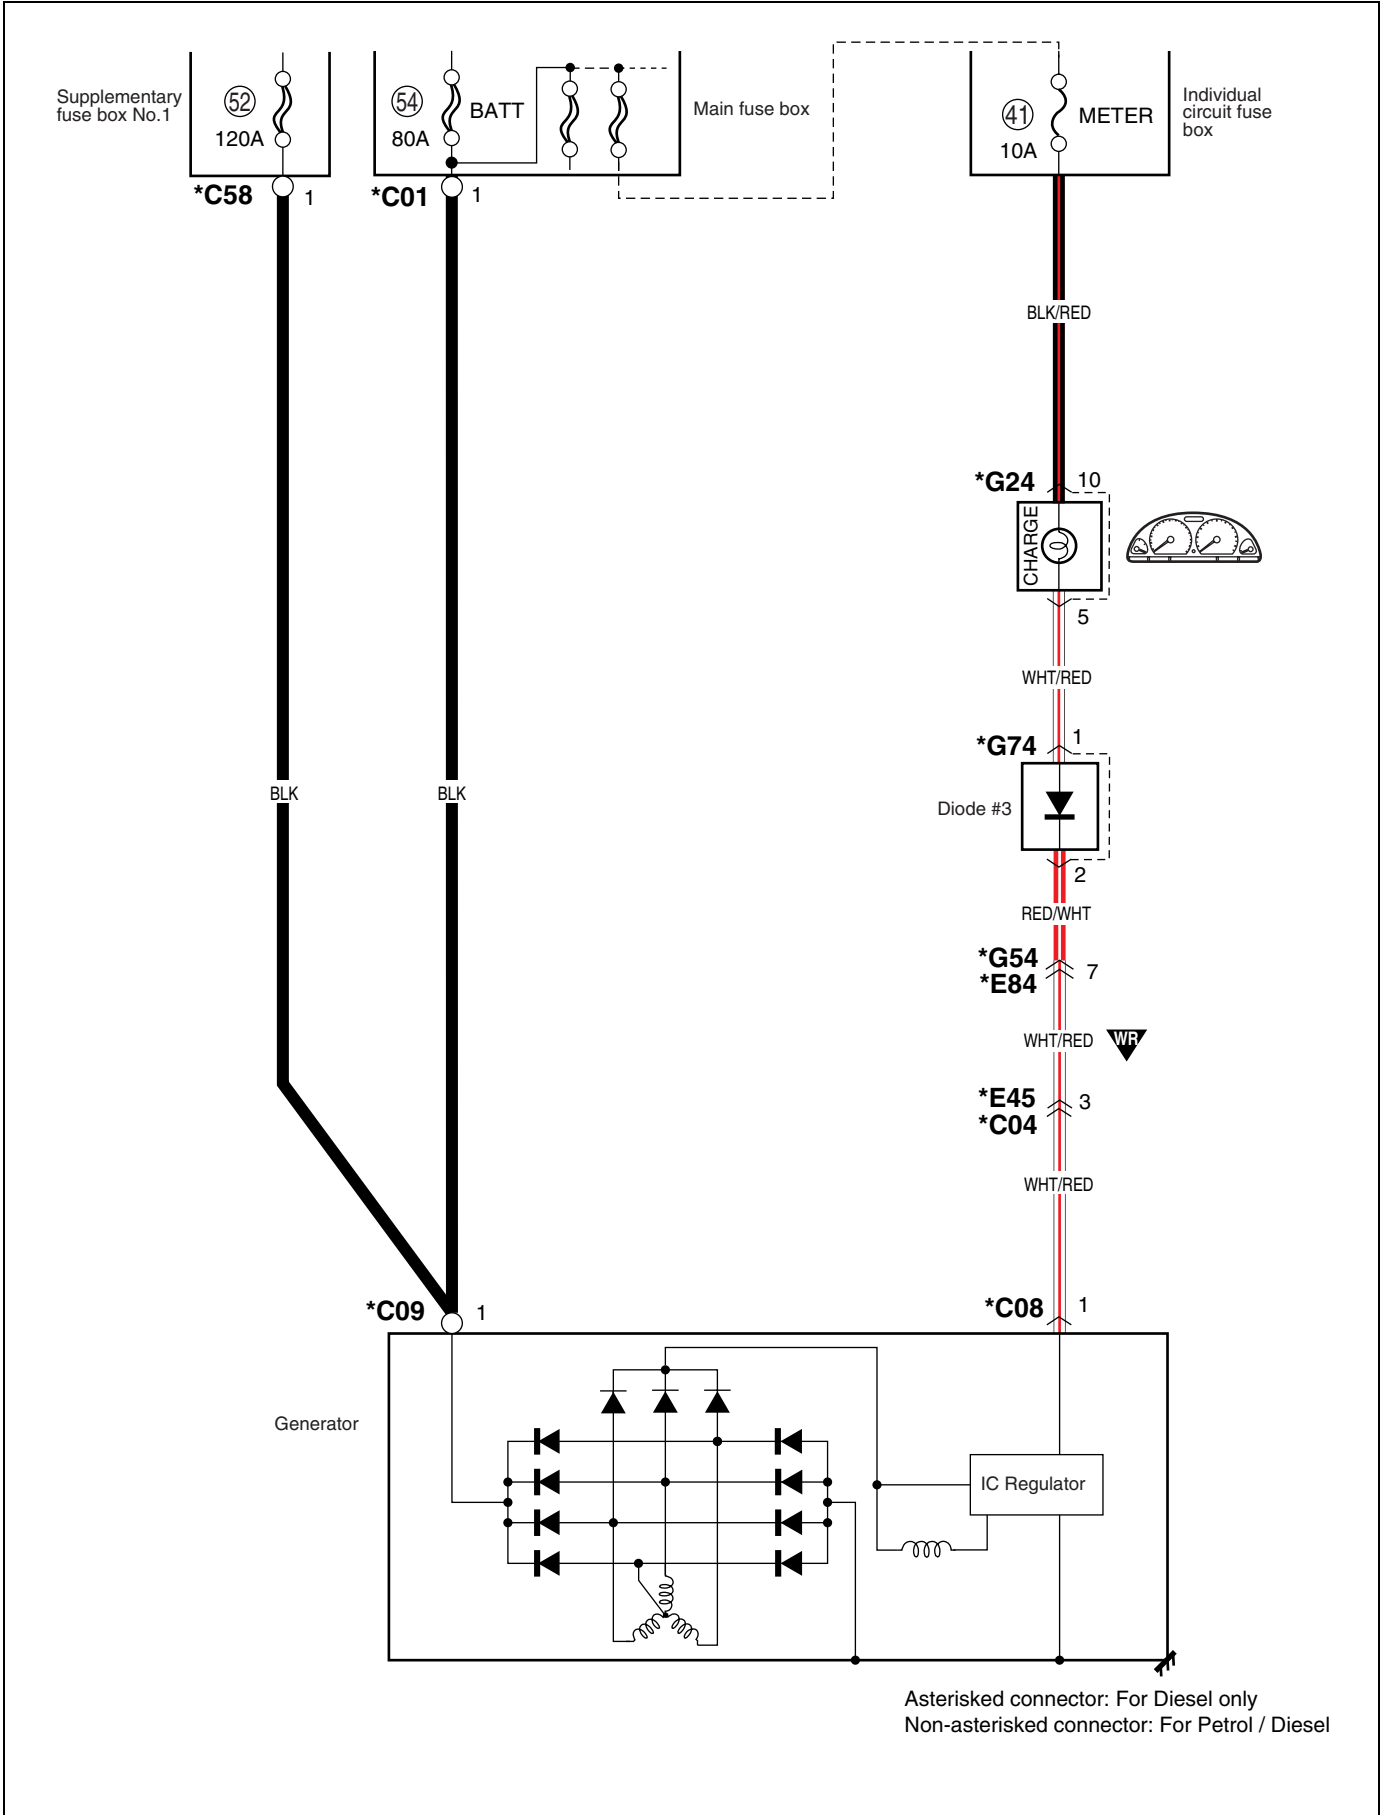 Supplementary
fuse box No.1
52
120A
54
80A
BATT
Main fuse box
41
10A
METER
Individual
circuit fuse
box
*C58
1
*C01
1
BLK/RED
*G24
10
CHARGE
5
WHT/RED
*G74
1
BLK
BLK
Diode #3
2
RED/WHT
*G54
*E84
7
WHT/RED
WR
*E45
*C04
3
WHT/RED
*C09
1
*C08
1
Generator
IC Regulator
Asterisked connector: For Diesel only
Non-asterisked connector: For Petrol / Diesel